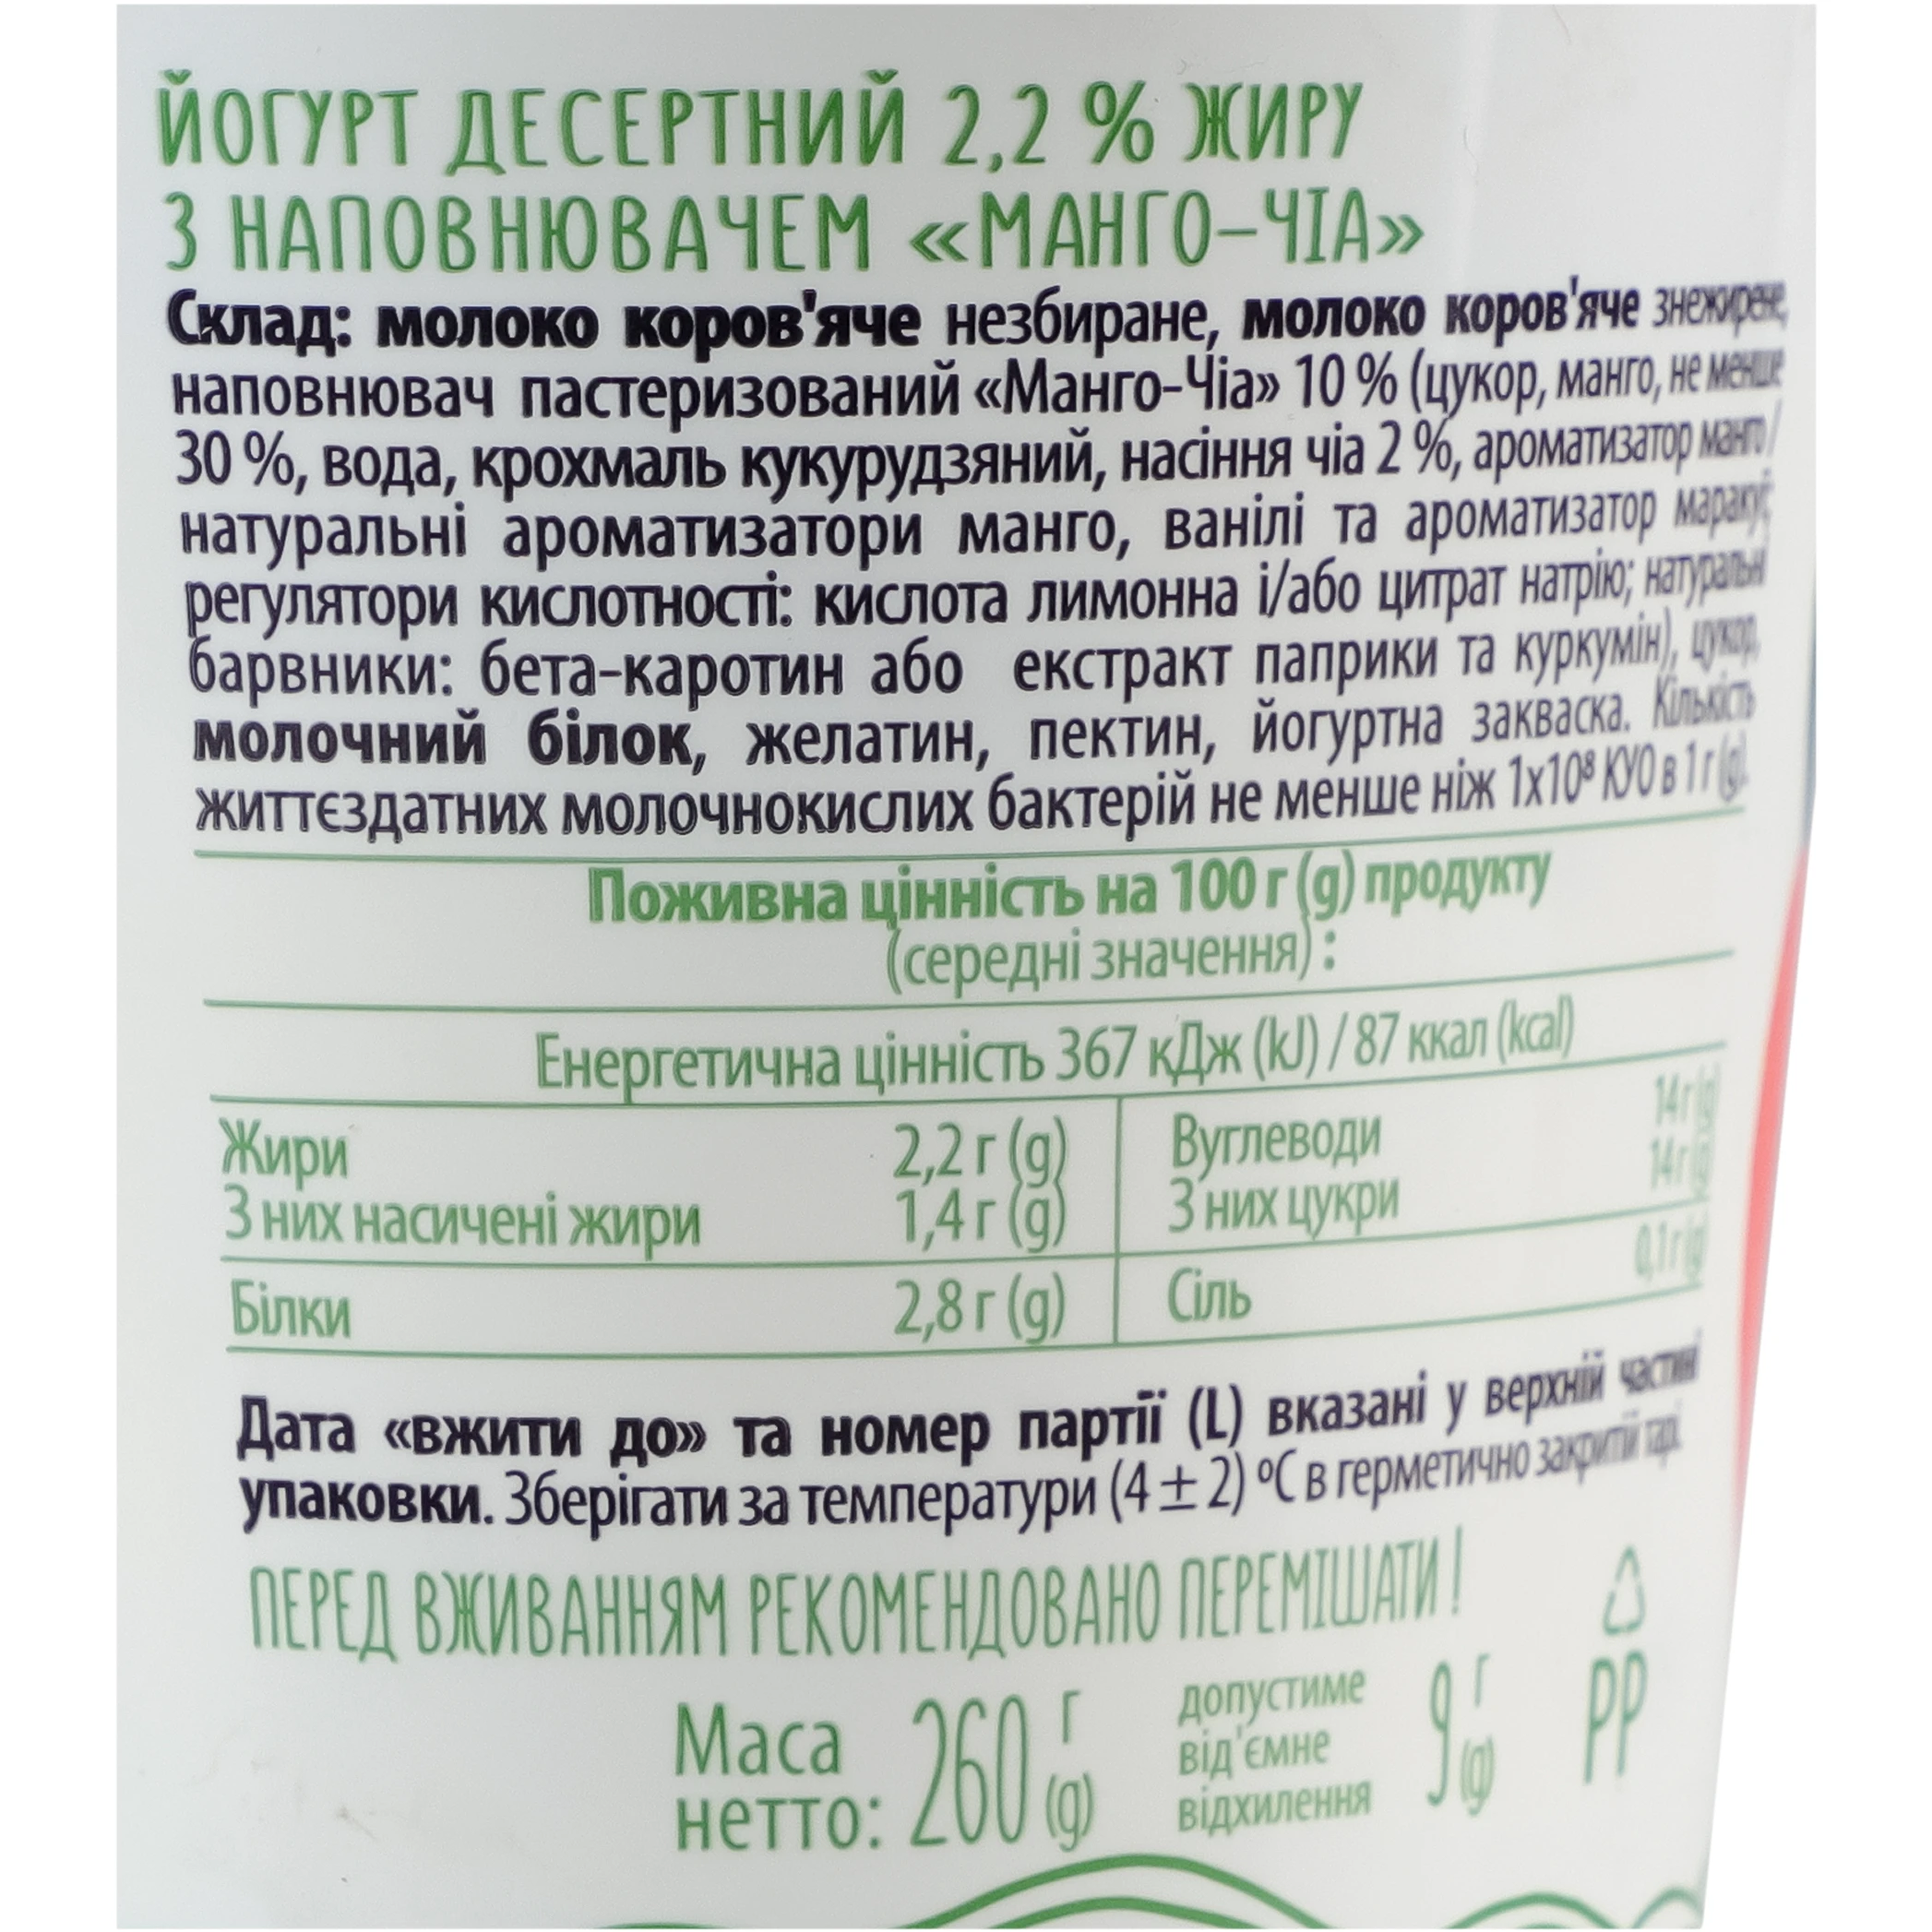 ЙОГУРТ ДЕСЕРТНИЙ 2,2 % ЖИРУ
З НАПОВНЮВАЧЕМ «МАНГО-ЧІА»
Склад: молоко коров'яче незбиране, молоко коров'яче знежирене,
наповнювач пастеризований «Манго-Чіа» 10 % (цукор, манго, не менше
30 %, вода, крохмаль кукурудзяний, насіння чіа 2 %, ароматизатор манго /
натуральні ароматизатори манго, ванілі та ароматизатор маракуї;
регулятори кислотності: кислота лимонна і/або цитрат натрію; натуральні
барвники: бета-каротин або екстракт паприки та куркумін), цукор,
молочний білок, желатин, пектин, йогуртна закваска. Кількість
життєздатних молочнокислих бактерій не менше ніж 1х10⁸ КУО в 1 г (g).
Поживна цінність на 100 г (g) продукту
(середні значення) :
Енергетична цінність 367 кДж (kJ) / 87 ккал (kcal)
Жири 2,2 г (g) Вуглеводи 14 г (g)
З них насичені жири 1,4 г (g) З них цукри 14 г (g)
Білки 2,8 г (g) Сіль 0,1 г (g)
Дата «вжити до» та номер партії (L) вказані у верхній частині
упаковки. Зберігати за температури (4 ± 2) °С в герметично закритій тарі.
ПЕРЕД ВЖИВАННЯМ РЕКОМЕНДОВАНО ПЕРЕМІШАТИ !
Маса нетто: 260 г (g)
допустиме від'ємне відхилення 9 г (g)
PP